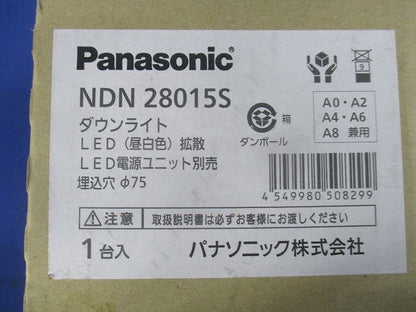 Panasonic
NDN 28015S
ダウンライト
LED（昼白色）拡散
LED電源ユニット別売
埋込穴 φ75
箱
ダンボール
9
A0・A2
A4・A6
A8 兼用
4 549980 508299
注意
取扱説明書は必ずお客様にお渡しください
1台入
パナソニック株式会社